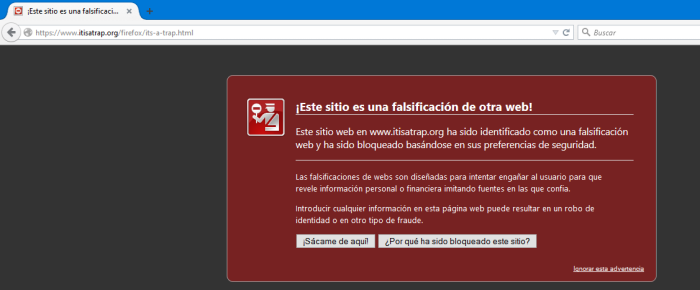 ¡Este sitio es una falsificaci...
https://www.itisatrap.org/firefox/its-a-trap.html
Buscar
¡Este sitio es una falsificación de otra web!
Este sitio web en www.itisatrap.org ha sido identificado como una falsificación
web y ha sido bloqueado basándose en sus preferencias de seguridad.
Las falsificaciones de webs son diseñadas para intentar engañar al usuario para que
revele información personal o financiera imitando fuentes en las que confía.
Introducir cualquier información en esta página web puede resultar en un robo de
identidad o en otro tipo de fraude.
¡Sácame de aquí! ¿Por qué ha sido bloqueado este sitio?
Ignorar esta advertencia